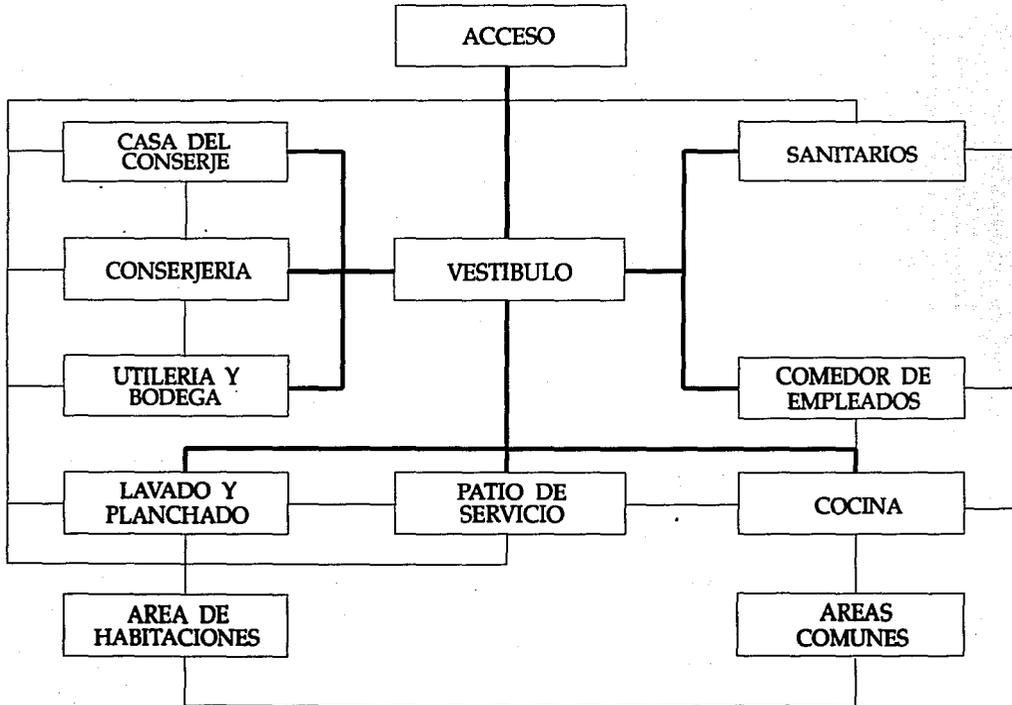 ACCESO
CASA DEL
CONSERJE
SANITARIOS
CONSERJERIA
VESTIBULO
UTILERIA Y
BODEGA
COMEDOR DE
EMPLEADOS
LAVADO Y
PLANCHADO
PATIO DE
SERVICIO
COCINA
AREA DE
HABITACIONES
AREAS
COMUNES